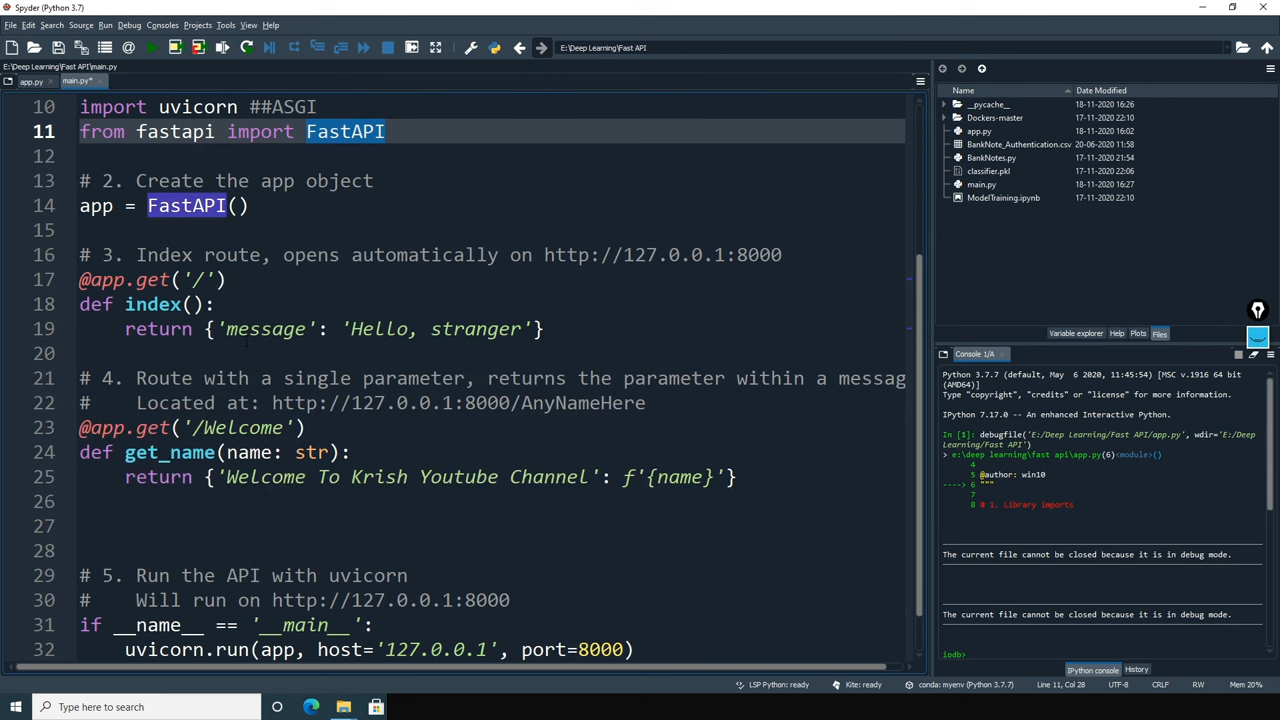 Spyder (Python 3.7)
File Edit Search Source Run Debug Consoles Projects Tools View Help
E:\Deep Learning\Fast API
E:\Deep Learning\Fast API\main.py
app.py main.py*
10 import uvicorn ##ASGI
11 from fastapi import FastAPI
12
13 # 2. Create the app object
14 app = FastAPI()
15
16 # 3. Index route, opens automatically on http://127.0.0.1:8000
17 @app.get('/')
18 def index():
19 return {'message': 'Hello, stranger'}
20
21 # 4. Route with a single parameter, returns the parameter within a messag
22 # Located at: http://127.0.0.1:8000/AnyNameHere
23 @app.get('/Welcome')
24 def get_name(name: str):
25 return {'Welcome To Krish Youtube Channel': f'{name}'}
26
27
28
29 # 5. Run the API with uvicorn
30 # Will run on http://127.0.0.1:8000
31 if __name__ == '__main__':
32 uvicorn.run(app, host='127.0.0.1', port=8000)
Name Date Modified
__pycache__ 18-11-2020 16:26
Dockers-master 17-11-2020 22:10
app.py 18-11-2020 16:02
BankNote_Authentication.csv 20-06-2020 11:58
BankNotes.py 17-11-2020 21:54
classifier.pkl 17-11-2020 22:06
main.py 18-11-2020 16:27
ModelTraining.ipynb 17-11-2020 22:10
Variable explorer Help Plots Files
Console 1/A
Python 3.7.7 (default, May 6 2020, 11:45:54) [MSC v.1916 64 bit
(AMD64)]
Type "copyright", "credits" or "license" for more information.
IPython 7.17.0 -- An enhanced Interactive Python.
In [1]: debugfile('E:/Deep Learning/Fast API/app.py', wdir='E:/Deep
Learning/Fast API')
> e:\deep learning\fast api\app.py(6)<module>()
4
5 @author: win10
----> 6 """
7
8 # 1. Library imports
The current file cannot be closed because it is in debug mode.
The current file cannot be closed because it is in debug mode.
ipdb>
IPython console History
LSP Python: ready Kite: ready conda: myenv (Python 3.7.7) Line 11, Col 28 UTF-8 CRLF RW Mem 20%
Type here to search